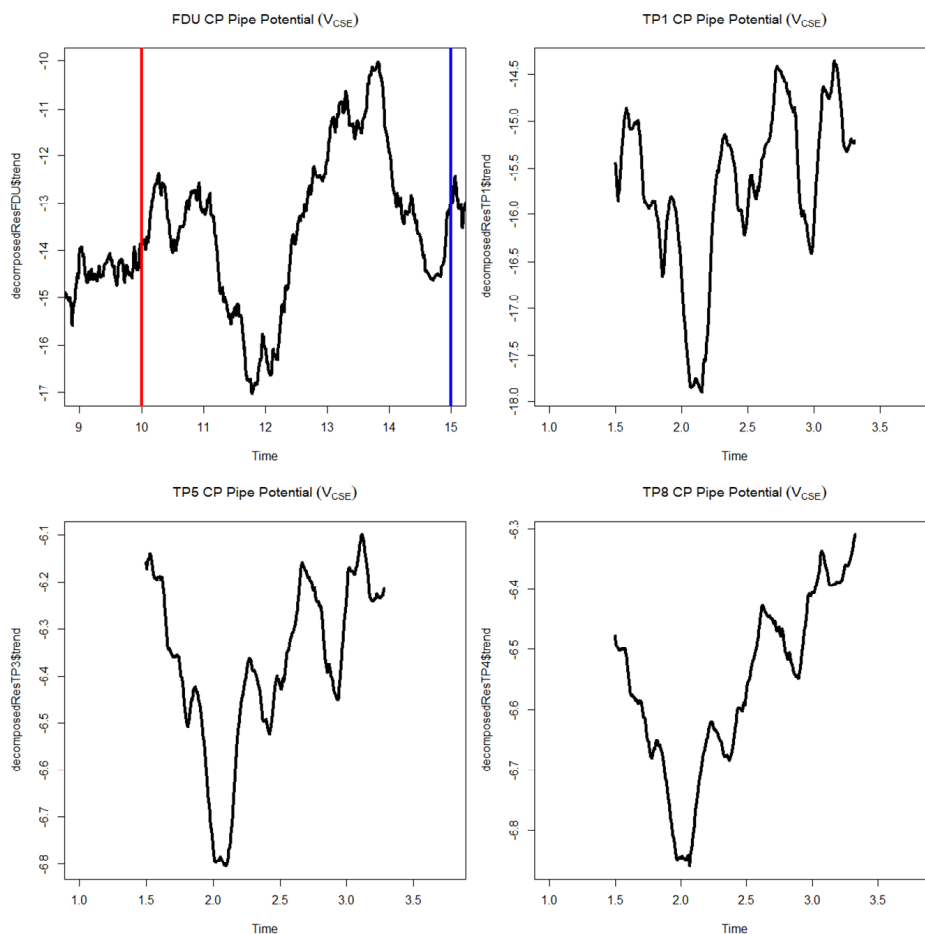 FDU CP Pipe Potential (VCSE)
decomposedResFDU$trend
-10
-11
-12
-13
-14
-15
-16
-17
9 10 11 12 13 14 15
Time
TP1 CP Pipe Potential (VCSE)
decomposedResTP1$trend
-14.5
-15.0
-15.5
-16.0
-16.5
-17.0
-17.5
-18.0
1.0 1.5 2.0 2.5 3.0 3.5
Time
TP5 CP Pipe Potential (VCSE)
decomposedResTP3$trend
-6.1
-6.2
-6.3
-6.4
-6.5
-6.6
-6.7
-6.8
1.0 1.5 2.0 2.5 3.0 3.5
Time
TP8 CP Pipe Potential (VCSE)
decomposedResTP4$trend
-6.3
-6.4
-6.5
-6.6
-6.7
-6.8
1.0 1.5 2.0 2.5 3.0 3.5
Time